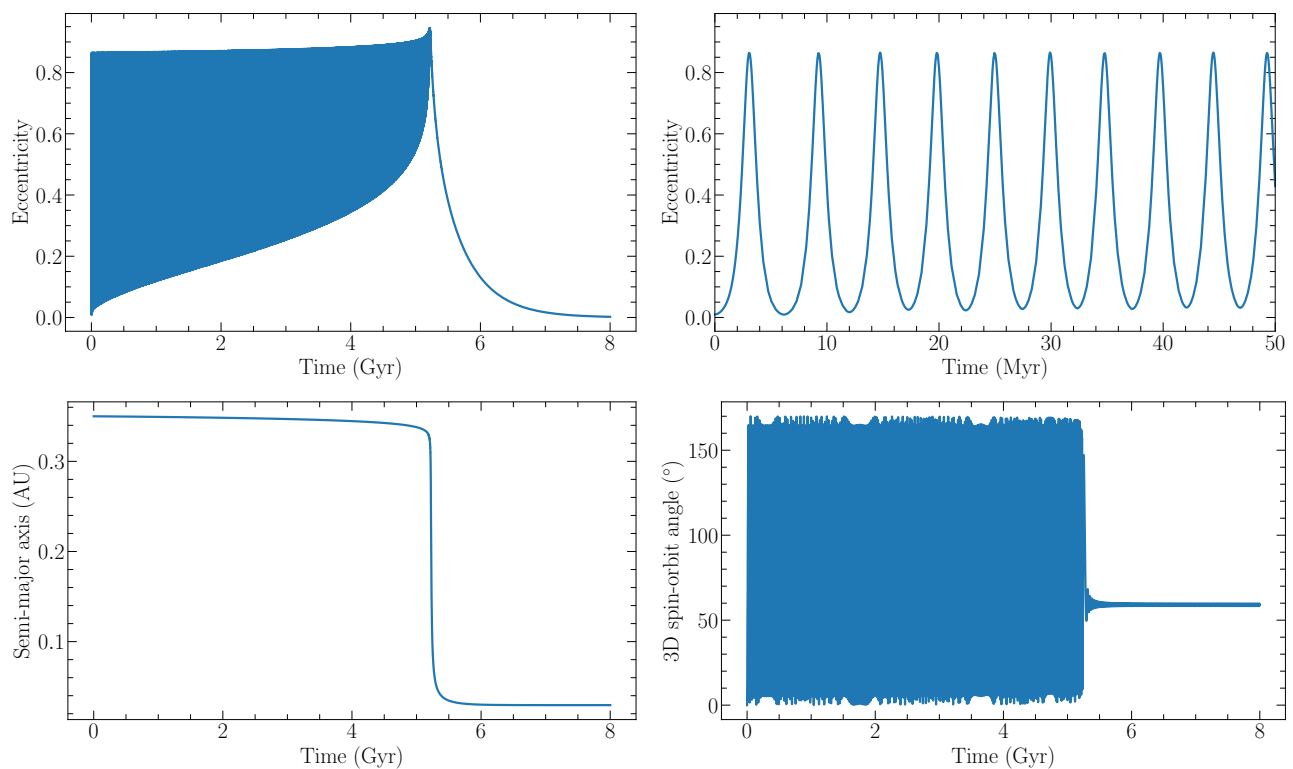 Eccentricity
0.8
0.6
0.4
0.2
0.0
0 2 4 6 8
Time (Gyr)
Eccentricity
0.8
0.6
0.4
0.2
0.0
0 10 20 30 40 50
Time (Myr)
Semi-major axis (AU)
0.3
0.2
0.1
0 2 4 6 8
Time (Gyr)
3D spin-orbit angle (°)
150
100
50
0
0 2 4 6 8
Time (Gyr)